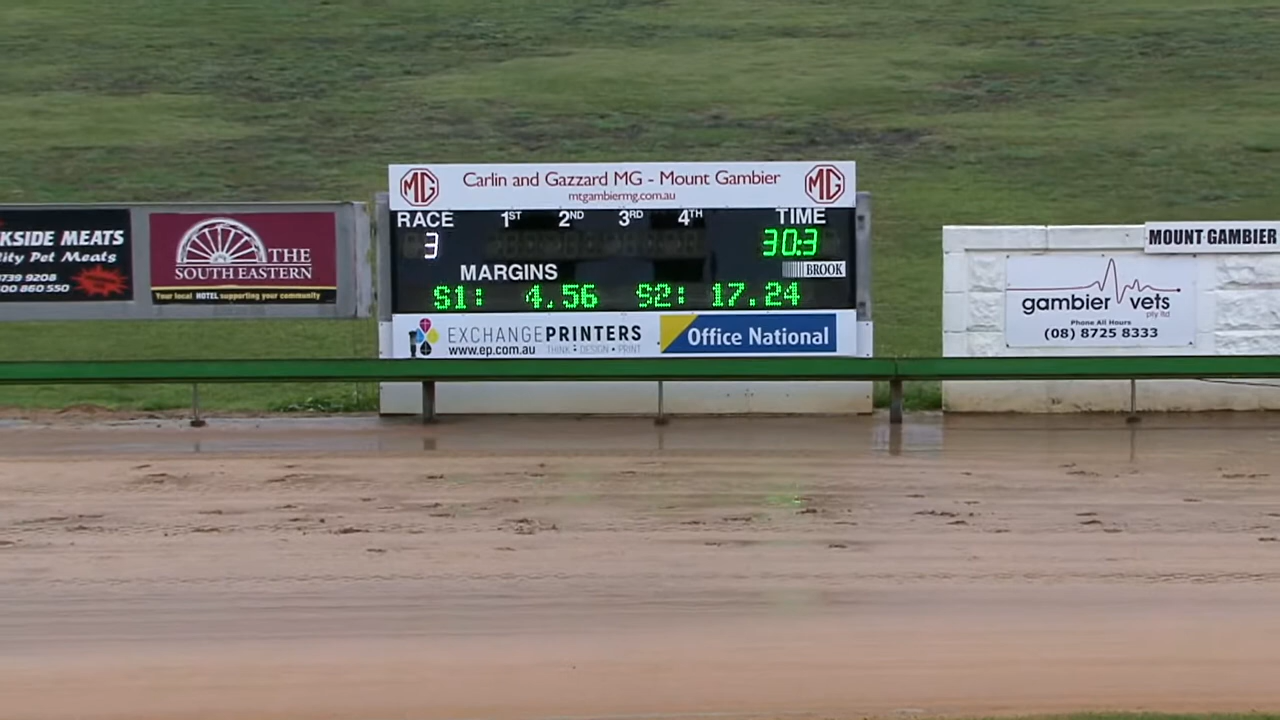 KSIDE MEATS
lity Pet Meats
739 9208
00 860 550
THE
SOUTH EASTERN
Your local HOTEL supporting your community
MG
Carlin and Gazzard MG - Mount Gambier
mtgambiermg.com.au
MG
RACE 1ST 2ND 3RD 4TH TIME
3 30:3
MARGINS BROOK
S1: 4.56 S2: 17.24
EXCHANGEPRINTERS
www.ep.com.au THINK • DESIGN • PRINT
Office National
MOUNT GAMBIER
gambier vets
pty ltd
Phone All Hours
(08) 8725 8333